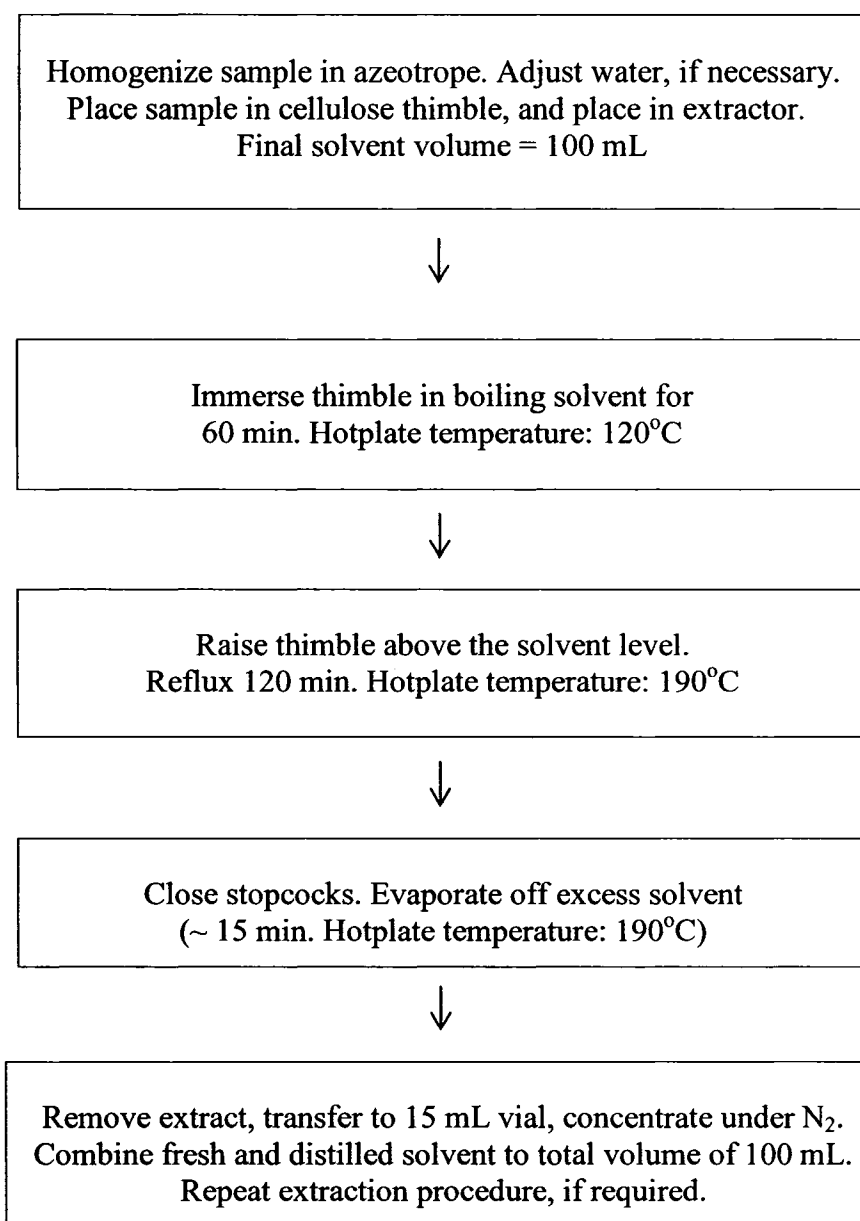 Homogenize sample in azeotrope. Adjust water, if necessary.
Place sample in cellulose thimble, and place in extractor.
Final solvent volume = 100 mL
↓
Immerse thimble in boiling solvent for
60 min. Hotplate temperature: 120°C
↓
Raise thimble above the solvent level.
Reflux 120 min. Hotplate temperature: 190°C
↓
Close stopcocks. Evaporate off excess solvent
(~ 15 min. Hotplate temperature: 190°C)
↓
Remove extract, transfer to 15 mL vial, concentrate under N₂.
Combine fresh and distilled solvent to total volume of 100 mL.
Repeat extraction procedure, if required.